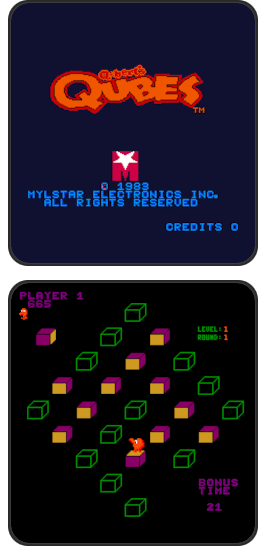 Q*bert's
QUBES
TM
© 1983
MYLSTAR ELECTRONICS INC.
ALL RIGHTS RESERVED
CREDITS 0
PLAYER 1
665
LEVEL: 1
ROUND: 1
BONUS
TIME
21